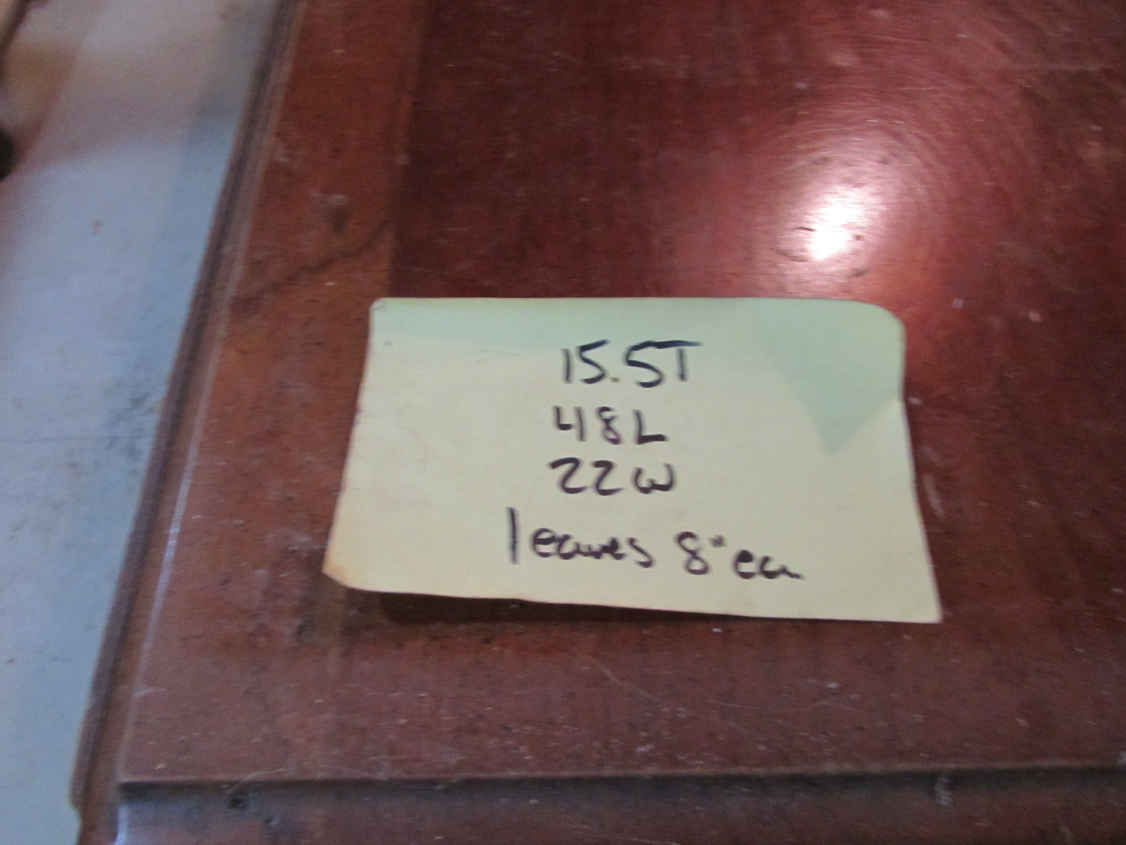 15.5T
48L
22W
leaves 8" ea.